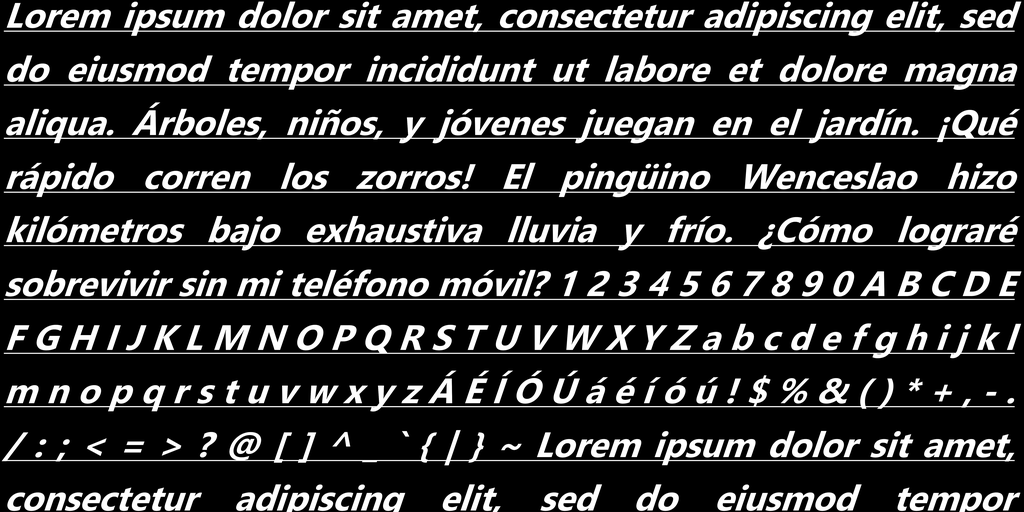 Lorem ipsum dolor sit amet, consectetur adipiscing elit, sed
do eiusmod tempor incididunt ut labore et dolore magna
aliqua. Árboles, niños, y jóvenes juegan en el jardín. ¡Qué
rápido corren los zorros! El pingüino Wenceslao hizo
kilómetros bajo exhaustiva lluvia y frío. ¿Cómo lograré
sobrevivir sin mi teléfono móvil? 1 2 3 4 5 6 7 8 9 0 A B C D E
F G H I J K L M N O P Q R S T U V W X Y Z a b c d e f g h i j k l
m n o p q r s t u v w x y z Á É Í Ó Ú á é í ó ú ! $ % & ( ) * + , - .
/ : ; < = > ? @ [ ] ^ _ ` { | } ~ Lorem ipsum dolor sit amet,
consectetur adipiscing elit, sed do eiusmod tempor